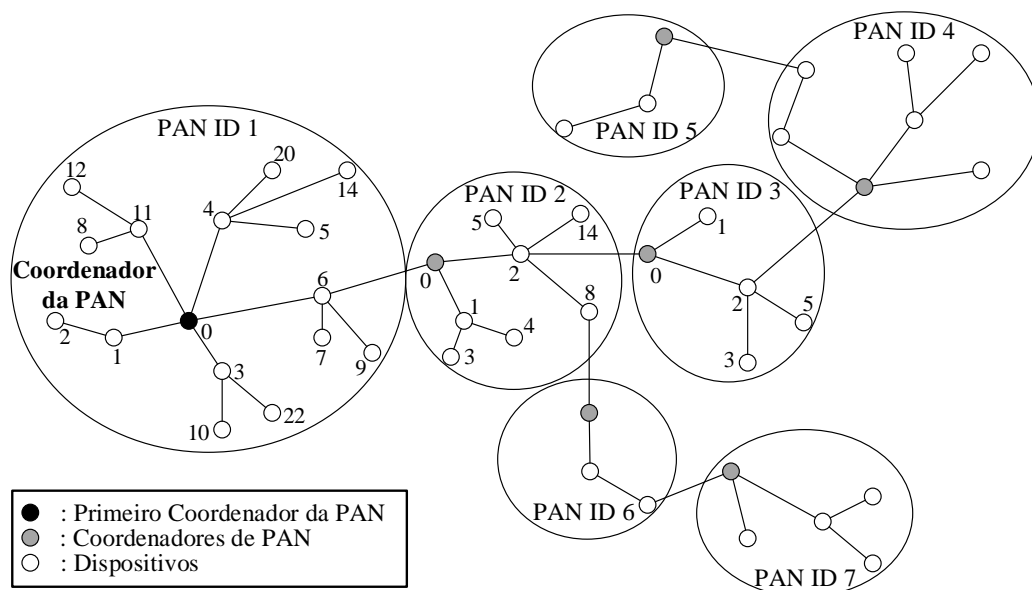 PAN ID 1
12
8
11
4
20
14
5
Coordenador
da PAN
2
1
0
6
7
9
3
10
22
PAN ID 2
5
14
2
0
1
4
3
8
PAN ID 3
1
0
2
5
3
PAN ID 4
PAN ID 5
PAN ID 6
PAN ID 7
: Primeiro Coordenador da PAN
: Coordenadores de PAN
: Dispositivos